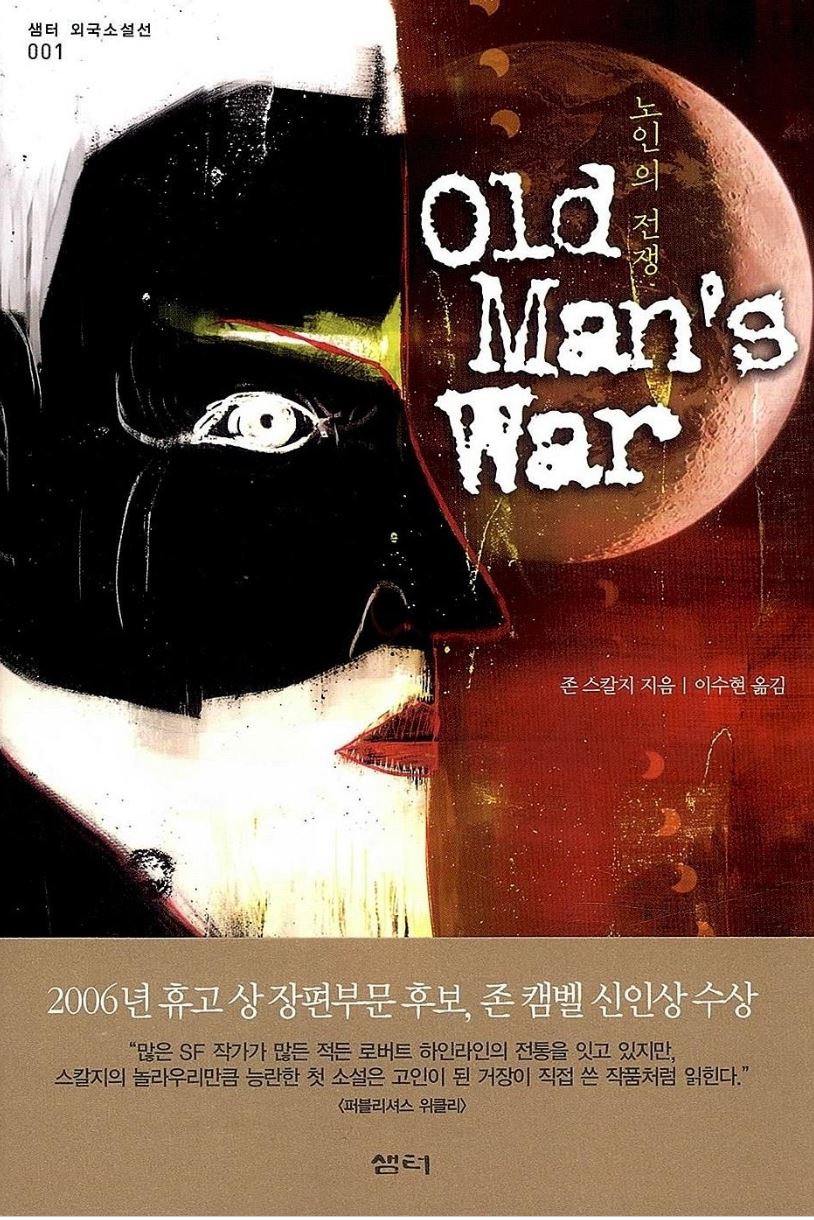 샘터 외국소설선
001
노인의 전쟁
Old
Man's
War
존 스칼지 지음 | 이수현 옮김
2006년 휴고 상 장편부문 후보, 존 캠벨 신인상 수상
“많은 SF 작가가 많든 적든 로버트 하인라인의 전통을 잇고 있지만,
스칼지의 놀라우리만큼 능란한 첫 소설은 고인이 된 거장이 직접 쓴 작품처럼 읽힌다.”
〈퍼블리셔스 위클리〉
샘터